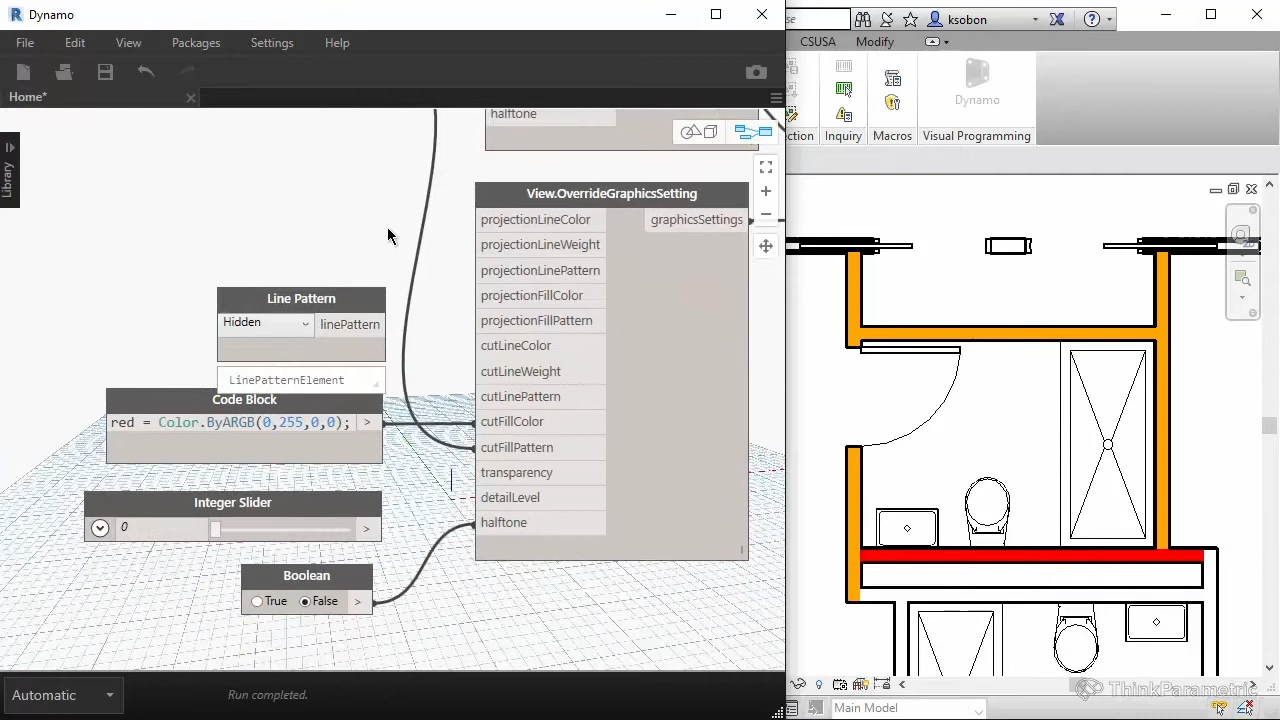 Dynamo
File Edit View Packages Settings Help
Home*
Library
halftone
View.OverrideGraphicsSetting
projectionLineColor graphicsSettings
projectionLineWeight
projectionLinePattern
projectionFillColor
projectionFillPattern
cutLineColor
cutLineWeight
cutLinePattern
cutFillColor
cutFillPattern
transparency
detailLevel
halftone
Line Pattern
Hidden linePattern
LinePatternElement
Code Block
red = Color.ByARGB(0,255,0,0); >
Integer Slider
0 >
Boolean
True False >
Automatic Run completed.
se ksobon
CSUSA Modify
Dynamo
ction Inquiry Macros Visual Programming
ThinkParametric
Main Model